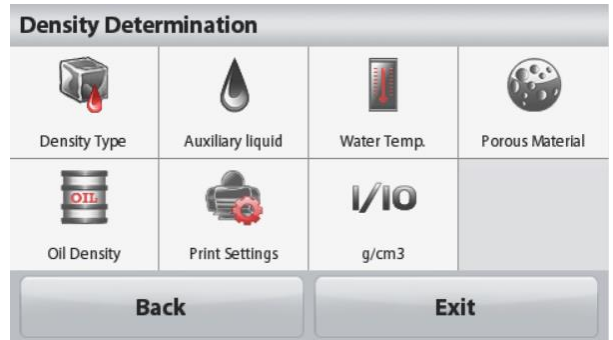 Density Determination
Density Type
Auxiliary liquid
Water Temp.
Porous Material
OIL
Oil Density
Print Settings
I/IO
g/cm3
Back
Exit